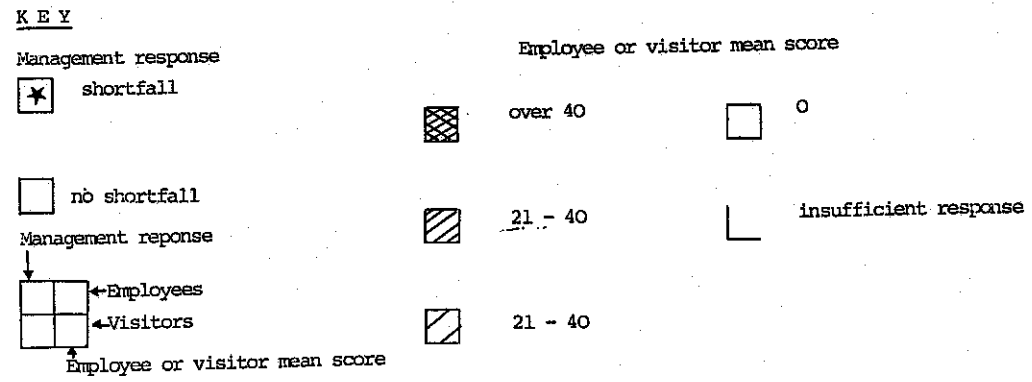 K E Y
Management response
shortfall
no shortfall
Management reponse
Employees
Visitors
Employee or visitor mean score
Employee or visitor mean score
over 40
21 - 40
21 - 40
0
insufficient response